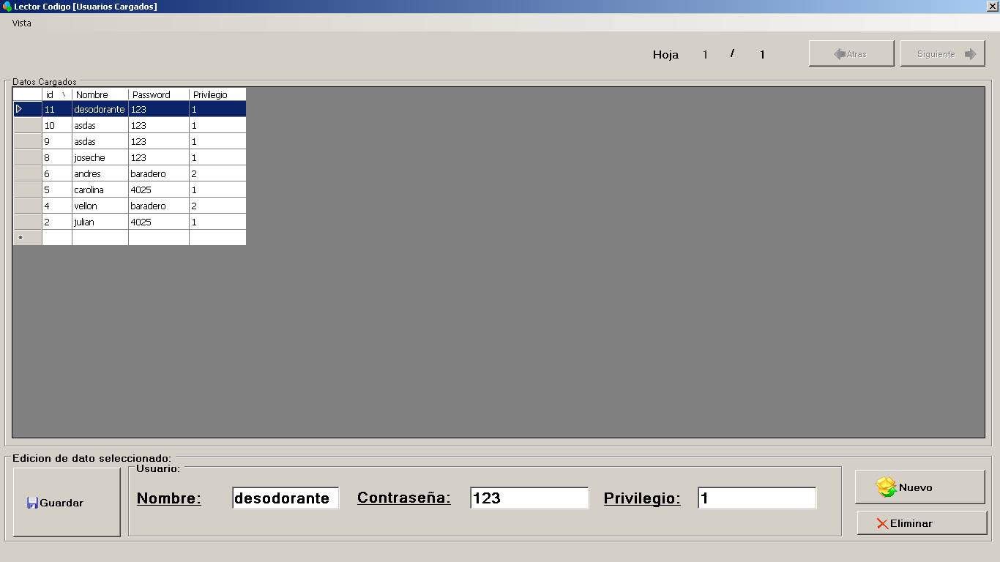 Lector Codigo [Usuarios Cargados]
Vista
Hoja 1 / 1 Atras Siguiente
Datos Cargados
id Nombre Password Privilegio
11 desodorante 123 1
10 asdas 123 1
9 asdas 123 1
8 joseche 123 1
6 andres baradero 2
5 carolina 4025 1
4 vellon baradero 2
2 julian 4025 1
*
Edicion de dato seleccionado:
Usuario:
Guardar
Nombre: desodorante Contraseña: 123 Privilegio: 1
Nuevo
Eliminar